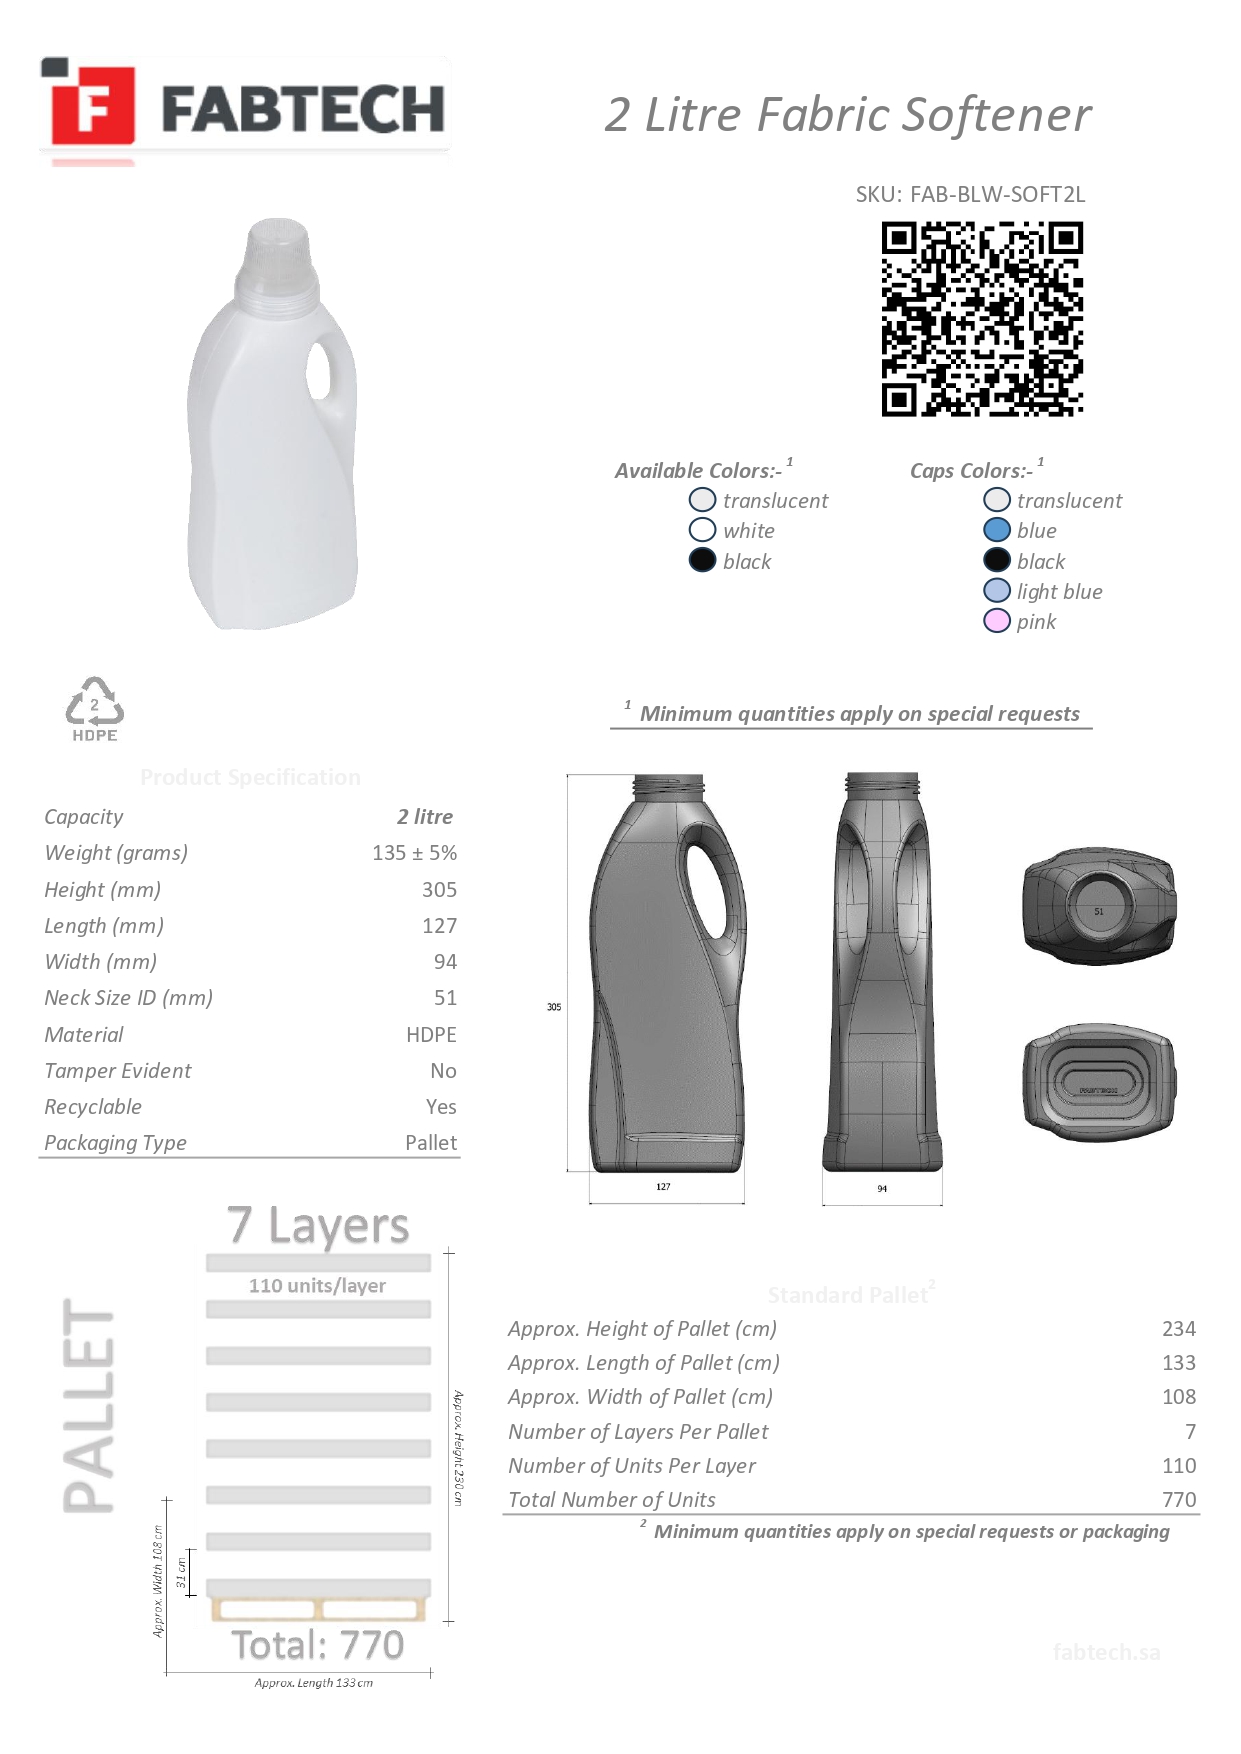 F FABTECH
2 Litre Fabric Softener
SKU: FAB-BLW-SOFT2L
Available Colors:- 1
translucent
white
black
Caps Colors:- 1
translucent
blue
black
light blue
pink
2
HDPE
1 Minimum quantities apply on special requests
Product Specification
Capacity 2 litre
Weight (grams) 135 ± 5%
Height (mm) 305
Length (mm) 127
Width (mm) 94
Neck Size ID (mm) 51
Material HDPE
Tamper Evident No
Recyclable Yes
Packaging Type Pallet
305
127
94
51
FABTECH
7 Layers
110 units/layer
PALLET
Approx. Height 230 cm
Approx. Width 108 cm
31 cm
Total: 770
Approx. Length 133 cm
Standard Pallet 2
Approx. Height of Pallet (cm) 234
Approx. Length of Pallet (cm) 133
Approx. Width of Pallet (cm) 108
Number of Layers Per Pallet 7
Number of Units Per Layer 110
Total Number of Units 770
2 Minimum quantities apply on special requests or packaging
fabtech.sa